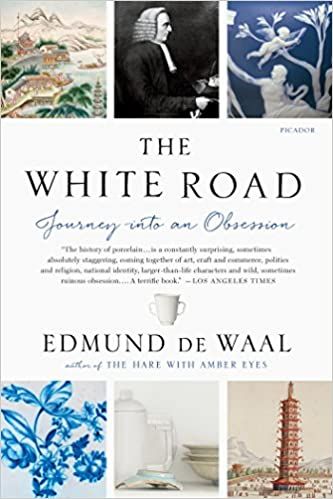 PICADOR
THE
WHITE ROAD
Journey into an Obsession
"The history of porcelain...is a constantly surprising, sometimes
absolutely staggering, coming together of art, craft and commerce, politics
and religion, national identity, larger-than-life characters and wild, sometimes
ruinous obsession.... A terrific book." —LOS ANGELES TIMES
EDMUND DE WAAL
author of THE HARE WITH AMBER EYES